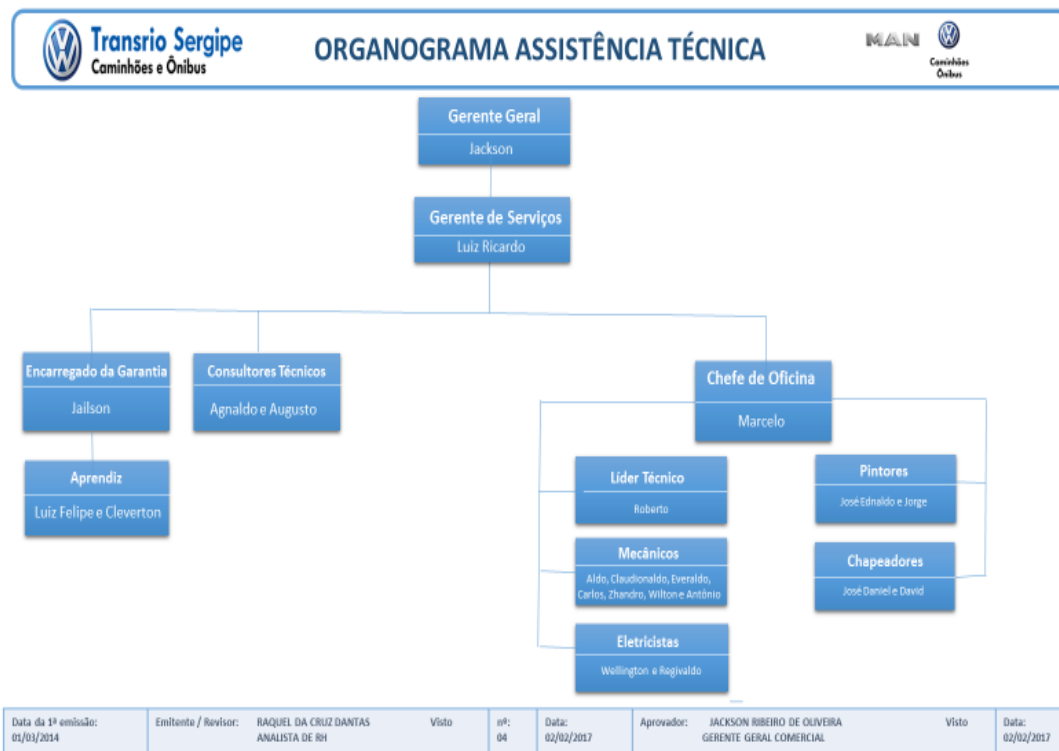 Transrio Sergipe
Caminhões e Ônibus
ORGANOGRAMA ASSISTÊNCIA TÉCNICA
MAN
Caminhões
Ônibus
Gerente Geral
Jackson
Gerente de Serviços
Luiz Ricardo
Encarregado da Garantia
Jailson
Aprendiz
Luiz Felipe e Cleverton
Consultores Técnicos
Agnaldo e Augusto
Chefe de Oficina
Marcelo
Líder Técnico
Roberto
Mecânicos
Aldo, Claudionaldo, Everaldo,
Carlos, Zhandro, Wilton e Antônio
Eletricistas
Wellington e Regivaldo
Pintores
José Ednaldo e Jorge
Chapeadores
José Daniel e David
Data da 1ª emissão:
01/03/2014
Emitente / Revisor: RAQUEL DA CRUZ DANTAS Visto
ANALISTA DE RH
nº:
04
Data:
02/02/2017
Aprovador: JACKSON RIBEIRO DE OLIVEIRA Visto
GERENTE GERAL COMERCIAL
Data:
02/02/2017